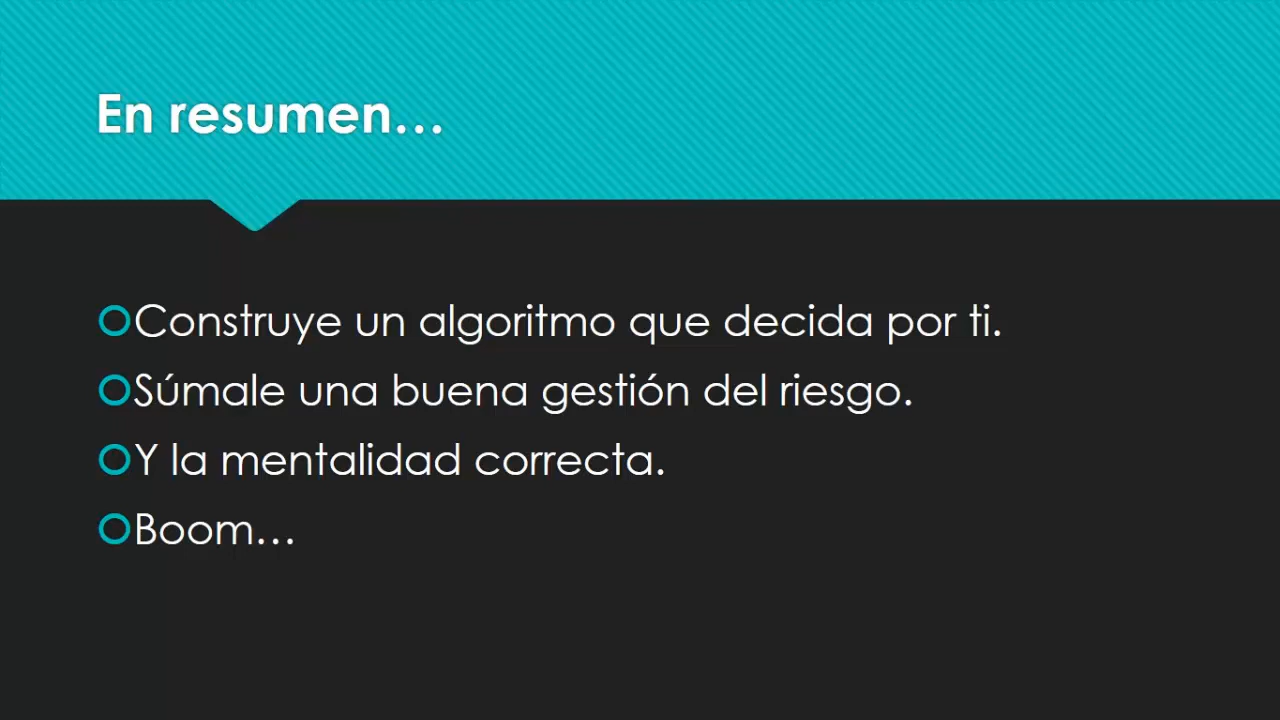 En resumen…
Construye un algoritmo que decida por ti.
Súmale una buena gestión del riesgo.
Y la mentalidad correcta.
Boom…